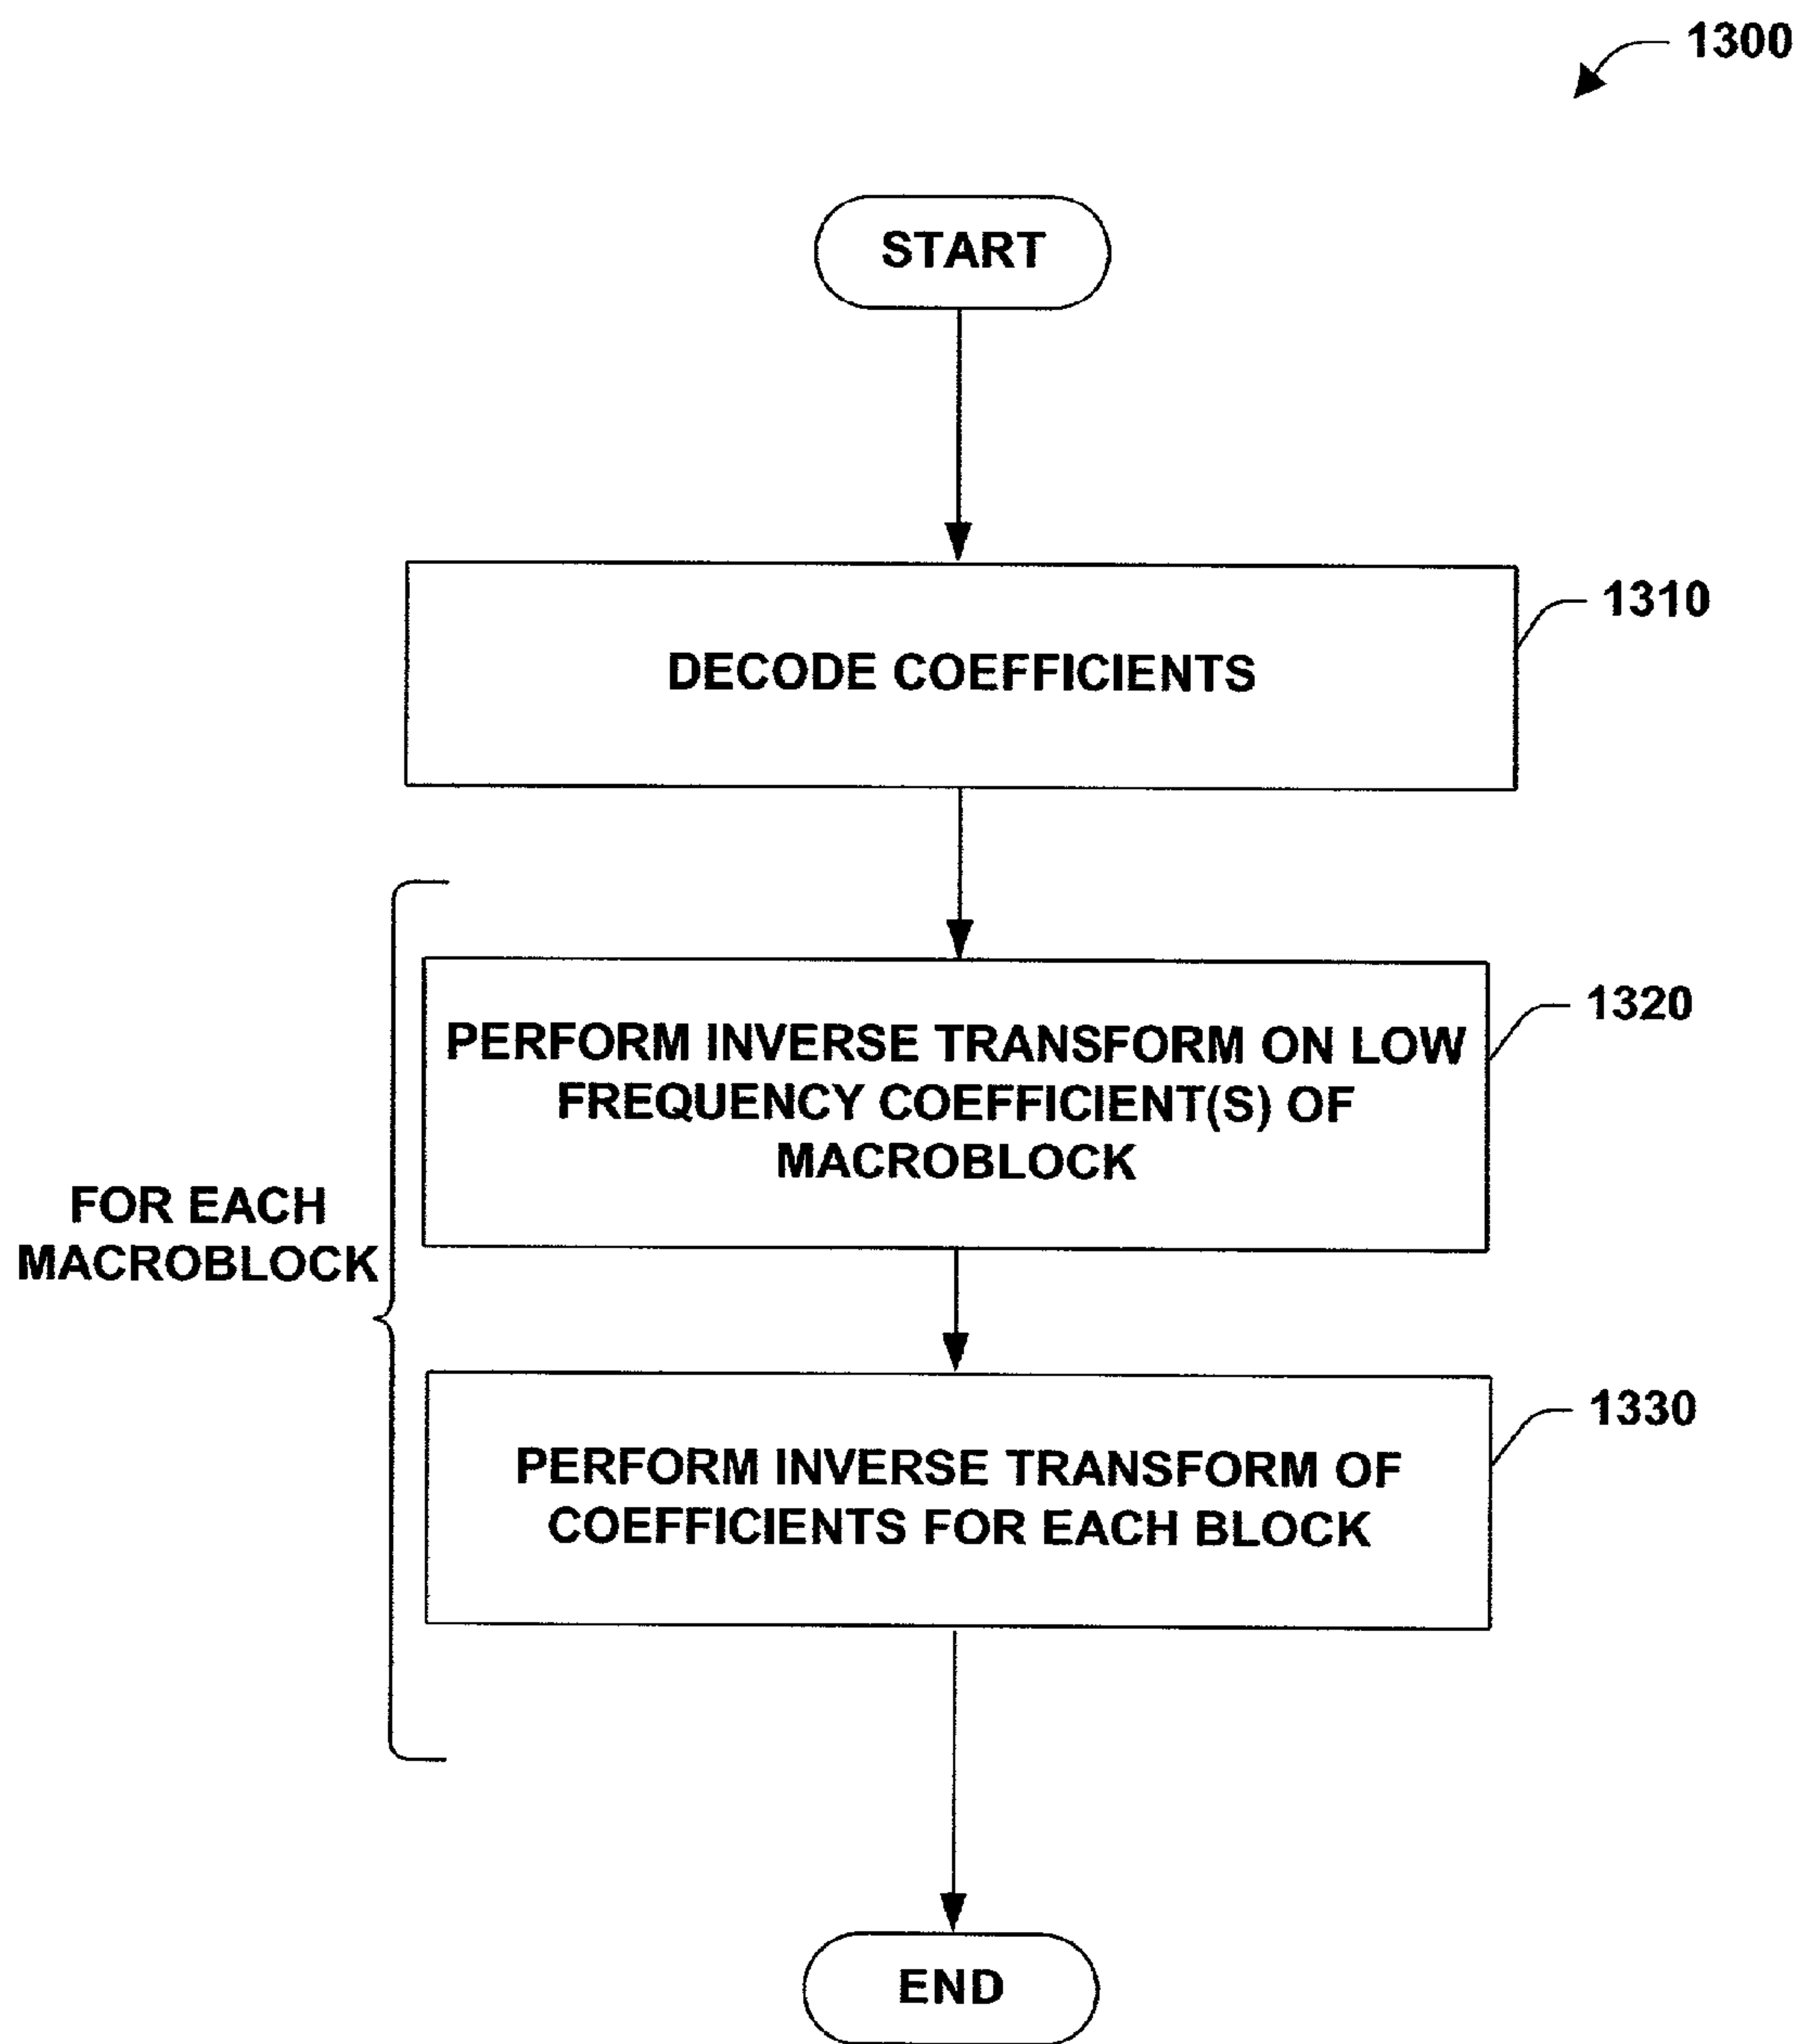 1300
START
DECODE COEFFICIENTS
1310
PERFORM INVERSE TRANSFORM ON LOW
FREQUENCY COEFFICIENT(S) OF
MACROBLOCK
1320
FOR EACH
MACROBLOCK
PERFORM INVERSE TRANSFORM OF
COEFFICIENTS FOR EACH BLOCK
1330
END